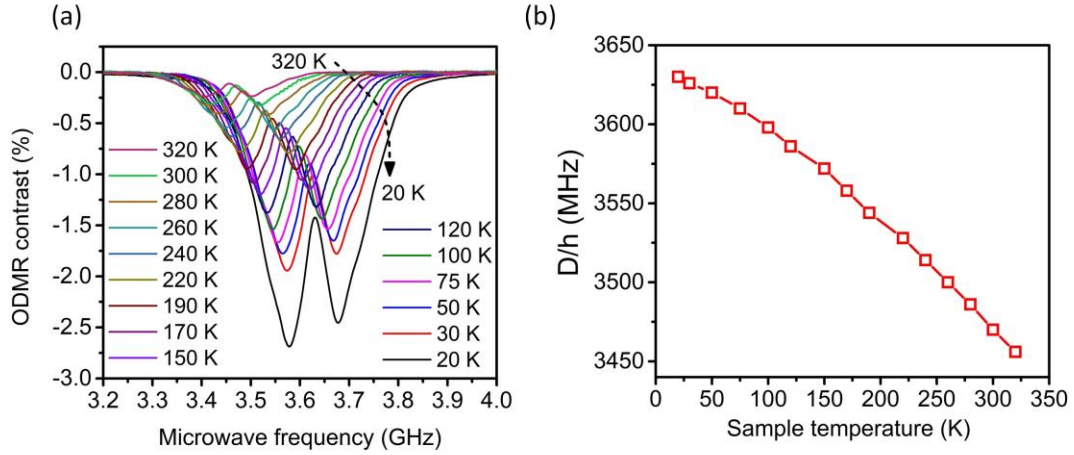 (a)
(b)
320 K
20 K
0.0
-0.5
-1.0
-1.5
-2.0
-2.5
-3.0
ODMR contrast (%)
320 K
300 K
280 K
260 K
240 K
220 K
190 K
170 K
150 K
120 K
100 K
75 K
50 K
30 K
20 K
3.2 3.3 3.4 3.5 3.6 3.7 3.8 3.9 4.0
Microwave frequency (GHz)
3650
3600
3550
3500
3450
D/h (MHz)
0 50 100 150 200 250 300 350
Sample temperature (K)